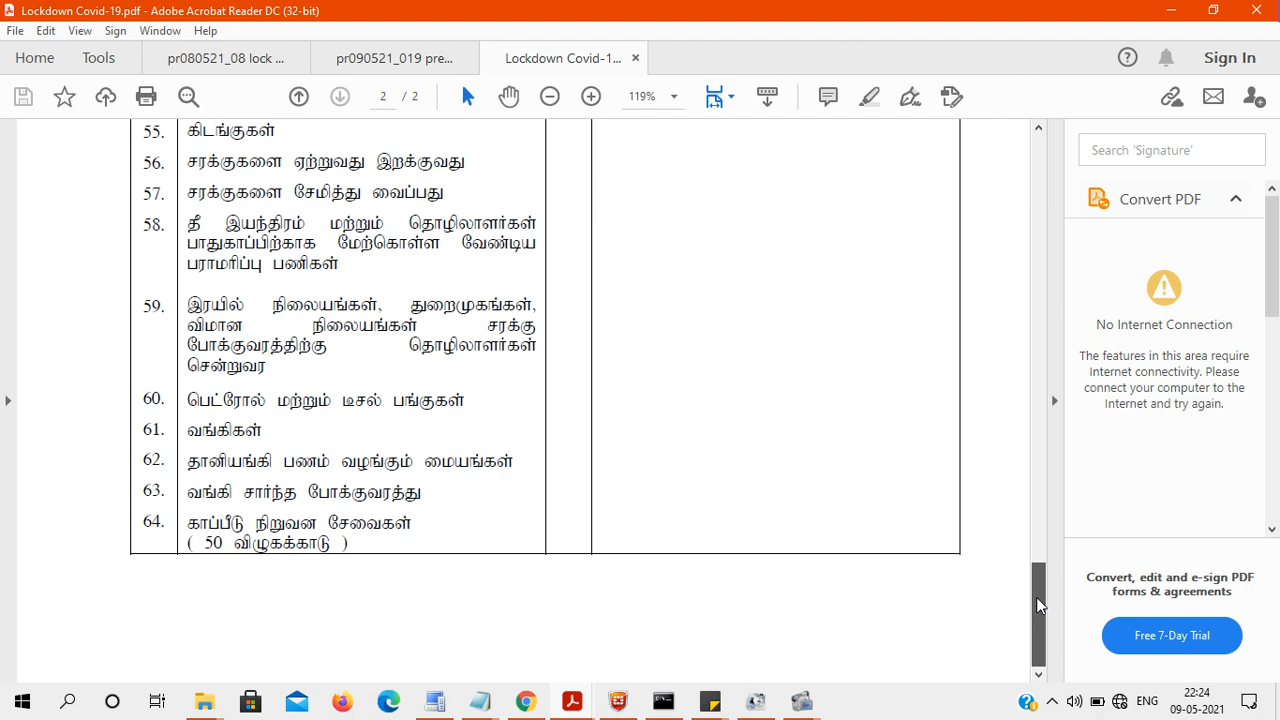 Lockdown Covid-19.pdf - Adobe Acrobat Reader DC (32-bit)
File Edit View Sign Window Help
Home Tools pr080521_08 lock ... pr090521_019 pre... Lockdown Covid-1... × Sign In
2 / 2 119%
55. கிடங்குகள்
56. சரக்குகளை ஏற்றுவது இறக்குவது
57. சரக்குகளை சேமித்து வைப்பது
58. தீ இயந்திரம் மற்றும் தொழிலாளர்கள்
பாதுகாப்பிற்காக மேற்கொள்ள வேண்டிய
பராமரிப்பு பணிகள்
59. இரயில் நிலையங்கள், துறைமுகங்கள்,
விமான நிலையங்கள் சரக்கு
போக்குவரத்திற்கு தொழிலாளர்கள்
சென்றுவர
60. பெட்ரோல் மற்றும் டீசல் பங்குகள்
61. வங்கிகள்
62. தானியங்கி பணம் வழங்கும் மையங்கள்
63. வங்கி சார்ந்த போக்குவரத்து
64. காப்பீடு நிறுவன சேவைகள்
( 50 விழுகக்காடு )
Search 'Signature'
Convert PDF
No Internet Connection
The features in this area require
Internet connectivity. Please
connect your computer to the
Internet and try again.
Convert, edit and e-sign PDF
forms & agreements
Free 7-Day Trial
ENG 22:24
09-05-2021